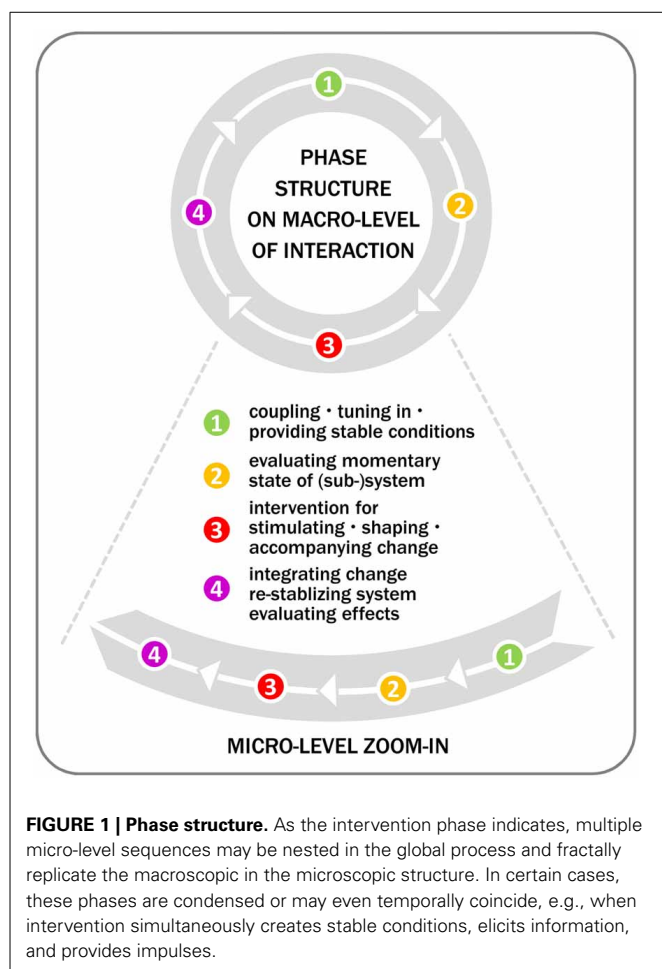 1
PHASE
STRUCTURE
ON MACRO-LEVEL
OF INTERACTION
2
4
3
1 coupling · tuning in ·
providing stable conditions
2 evaluating momentary
state of (sub-)system
3 intervention for
stimulating · shaping ·
accompanying change
4 integrating change
re-stablizing system
evaluating effects
4 3 2 1
MICRO-LEVEL ZOOM-IN
FIGURE 1 | Phase structure. As the intervention phase indicates, multiple
micro-level sequences may be nested in the global process and fractally
replicate the macroscopic in the microscopic structure. In certain cases,
these phases are condensed or may even temporally coincide, e.g., when
intervention simultaneously creates stable conditions, elicits information,
and provides impulses.